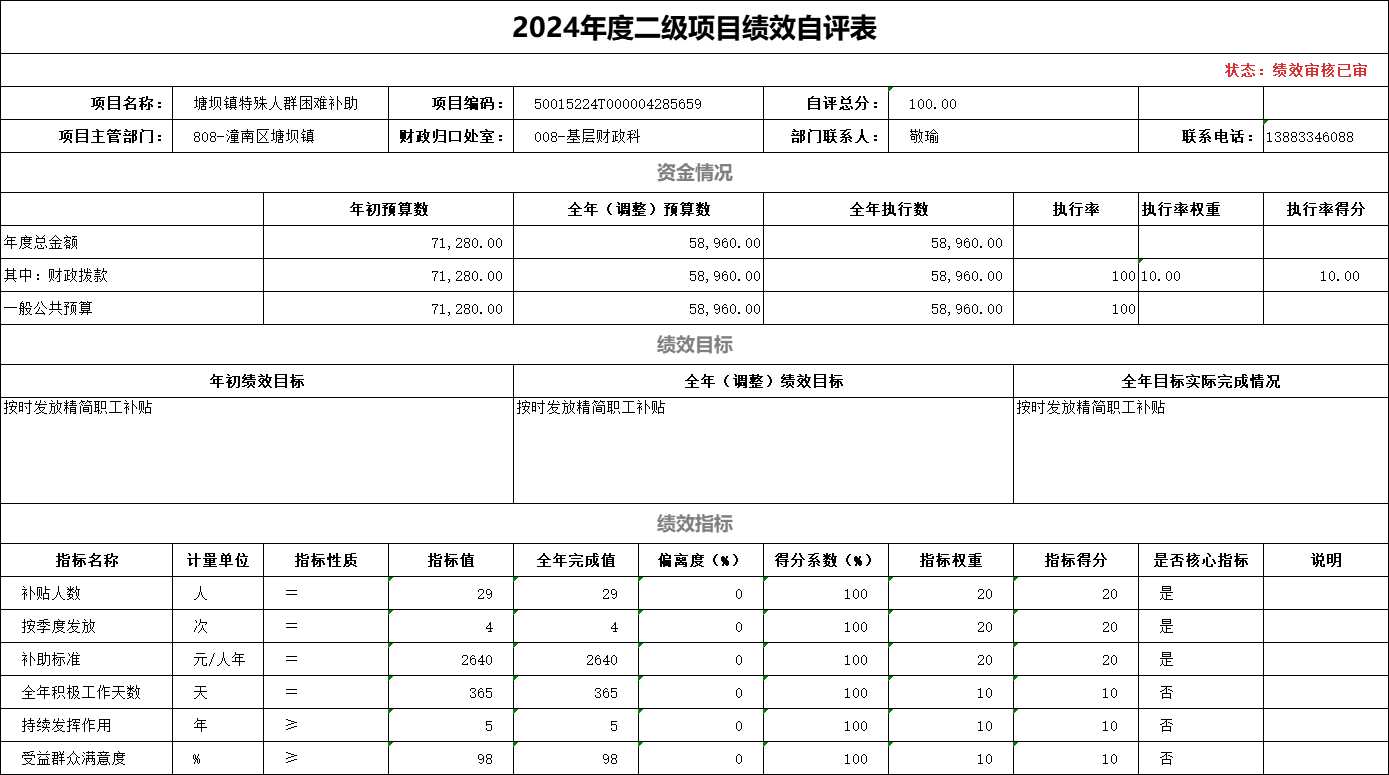 2024年度二级项目绩效自评表
状态：绩效审核已审
项目名称： 塘坝镇特殊人群困难补助 项目编码： 50015224T000004285659 自评总分： 100.00
项目主管部门： 808-潼南区塘坝镇 财政归口处室： 008-基层财政科 部门联系人： 敬瑜 联系电话： 13883346088
资金情况
年初预算数 全年（调整）预算数 全年执行数 执行率 执行率权重 执行率得分
年度总金额 71,280.00 58,960.00 58,960.00
其中：财政拨款 71,280.00 58,960.00 58,960.00 100 10.00 10.00
一般公共预算 71,280.00 58,960.00 58,960.00 100
绩效目标
年初绩效目标 全年（调整）绩效目标 全年目标实际完成情况
按时发放精简职工补贴 按时发放精简职工补贴 按时发放精简职工补贴
绩效指标
指标名称 计量单位 指标性质 指标值 全年完成值 偏离度（%） 得分系数（%） 指标权重 指标得分 是否核心指标 说明
补贴人数 人 ＝ 29 29 0 100 20 20 是
按季度发放 次 ＝ 4 4 0 100 20 20 是
补助标准 元/人年 ＝ 2640 2640 0 100 20 20 是
全年积极工作天数 天 ＝ 365 365 0 100 10 10 否
持续发挥作用 年 ≥ 5 5 0 100 10 10 否
受益群众满意度 % ≥ 98 98 0 100 10 10 否